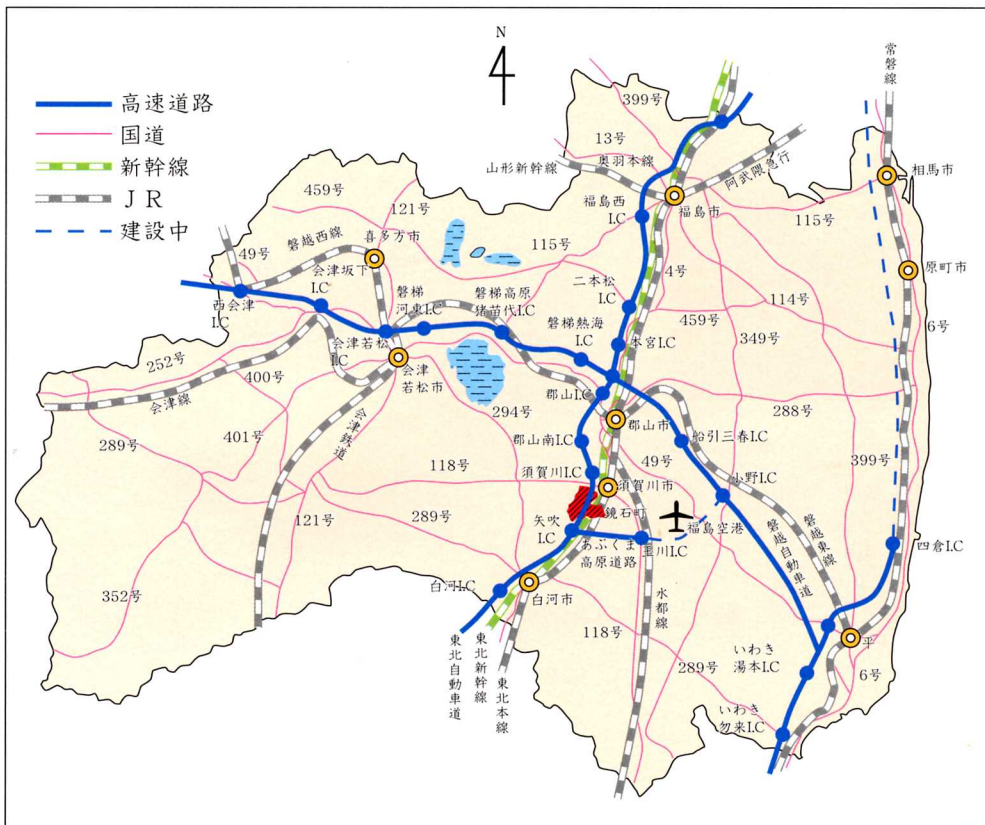 N
高速道路
国道
新幹線
JR
建設中
常磐線
399号
13号
奥羽本線
山形新幹線
阿武隈急行
相馬市
459号
121号
福島西
I.C
福島市
115号
49号
磐越西線
喜多方市
115号
4号
原町市
会津坂下
I.C
磐梯
河東I.C
磐梯高原
猪苗代I.C
二本松
I.C
114号
西会津
I.C
459号
349号
6号
会津若松
I.C
磐梯熱海
I.C
本宮I.C
252号
会津
若松市
400号
会津線
郡山I.C
294号
288号
郡山市
289号
401号
会津鉄道
郡山南I.C
船引三春I.C
118号
49号
399号
須賀川I.C
須賀川市
小野I.C
121号
289号
矢吹
I.C
鏡石町
福島空港
あぶくま
高原道路
玉川I.C
磐越東線
磐越自動車道
四倉I.C
352号
白河I.C
白河市
水都線
118号
平
東北自動車道
東北新幹線
東北本線
289号
いわき
湯本I.C
6号
いわき
勿来I.C